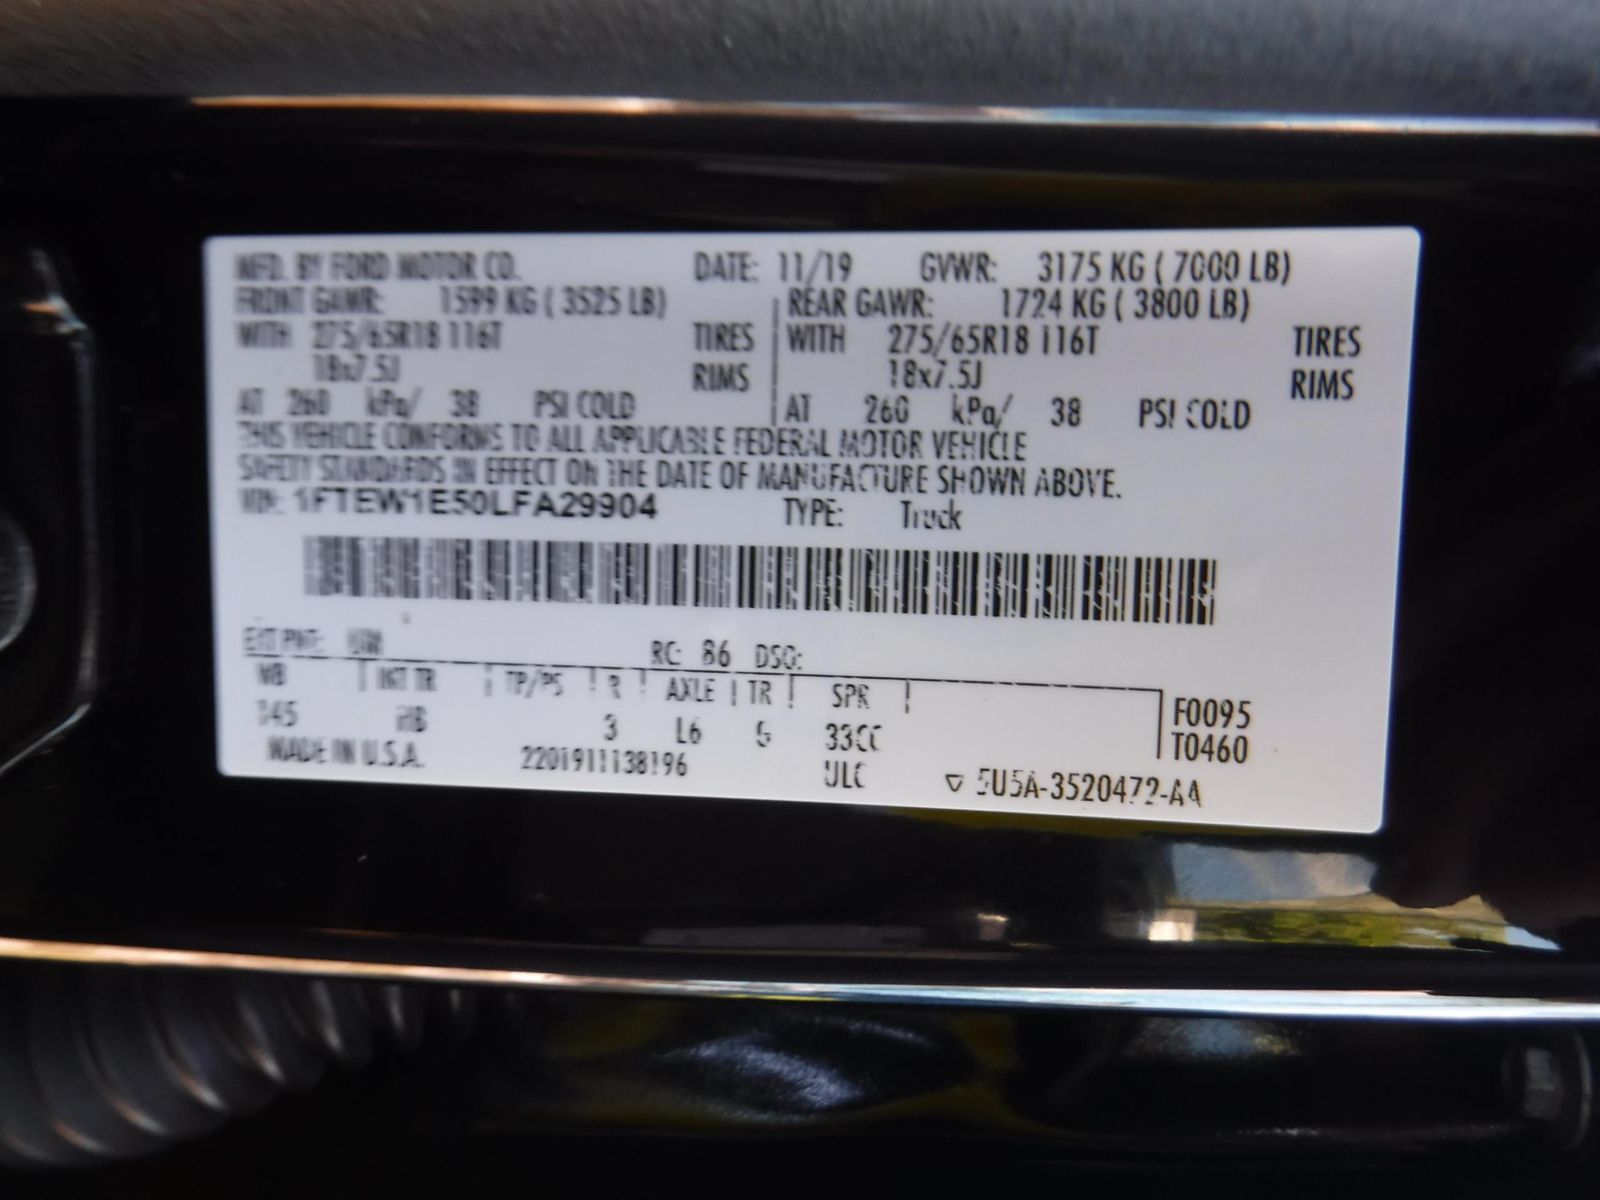 MFD. BY FORD MOTOR CO. DATE: 11/19 GVWR: 3175 KG ( 7000 LB)
FRONT GAWR: 1599 KG ( 3525 LB) REAR GAWR: 1724 KG ( 3800 LB)
WITH 275/65R18 116T TIRES WITH 275/65R18 116T TIRES
18x7.5J RIMS 18x7.5J RIMS
AT 260 kPa/ 38 PSI COLD AT 260 kPa/ 38 PSI COLD
THIS VEHICLE CONFORMS TO ALL APPLICABLE FEDERAL MOTOR VEHICLE
SAFETY STANDARDS IN EFFECT ON THE DATE OF MANUFACTURE SHOWN ABOVE.
VIN: 1FTEW1E50LFA29904 TYPE: Truck
EXT PNT: RC: 86 DSO:
WB INT TR TP/PS R AXLE TR SPR F0095
145 3 L6 33CC T0460
MADE IN U.S.A. 2201911138196 ULC 5U5A-3520472-AA